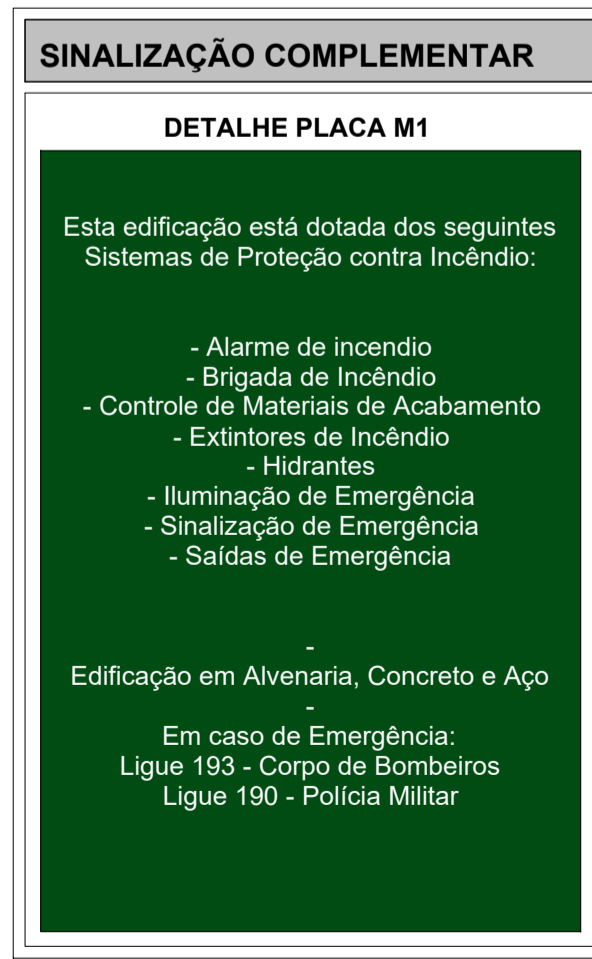 SINALIZAÇÃO COMPLEMENTAR
DETALHE PLACA M1
Esta edificação está dotada dos seguintes
Sistemas de Proteção contra Incêndio:
- Alarme de incendio
- Brigada de Incêndio
- Controle de Materiais de Acabamento
- Extintores de Incêndio
- Hidrantes
- Iluminação de Emergência
- Sinalização de Emergência
- Saídas de Emergência
-
Edificação em Alvenaria, Concreto e Aço
-
Em caso de Emergência:
Ligue 193 - Corpo de Bombeiros
Ligue 190 - Polícia Militar